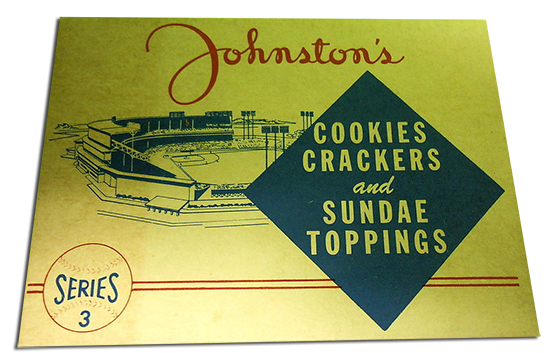 Johnston's
COOKIES
CRACKERS
and
SUNDAE
TOPPINGS
SERIES
3